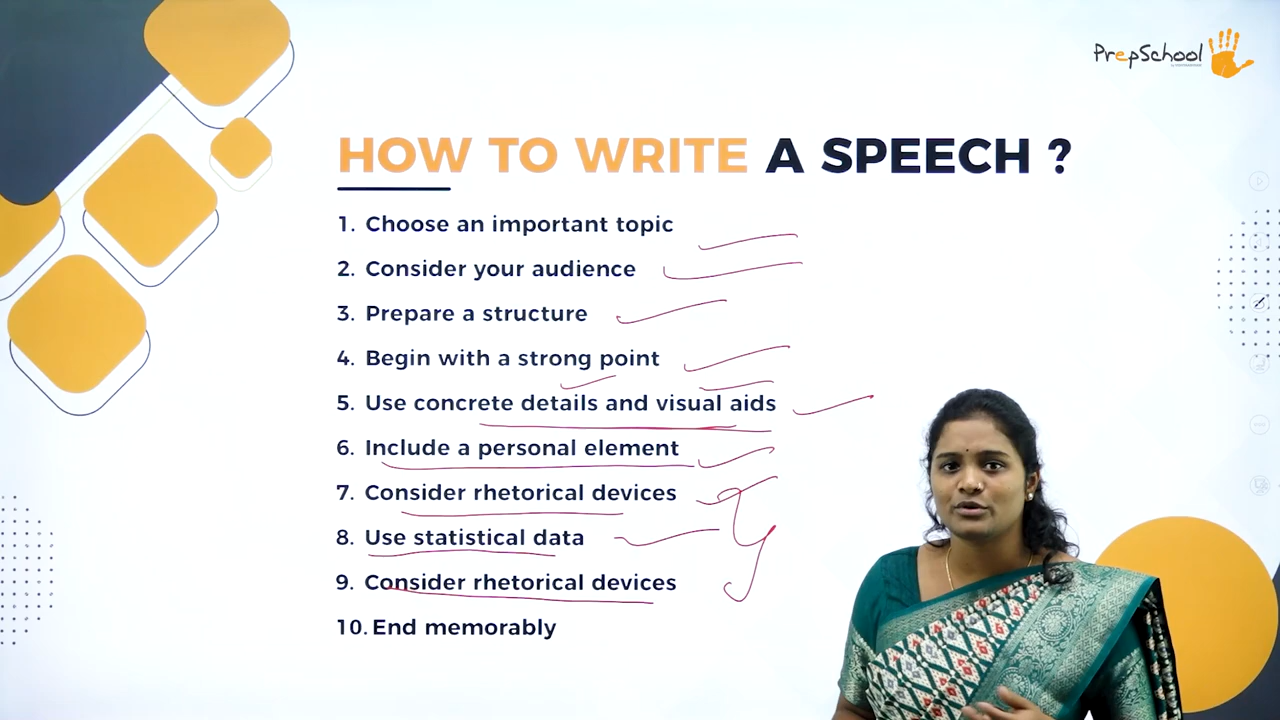 PrepSchool
HOW TO WRITE A SPEECH ?
1. Choose an important topic
2. Consider your audience
3. Prepare a structure
4. Begin with a strong point
5. Use concrete details and visual aids
6. Include a personal element
7. Consider rhetorical devices
8. Use statistical data
9. Consider rhetorical devices
10. End memorably